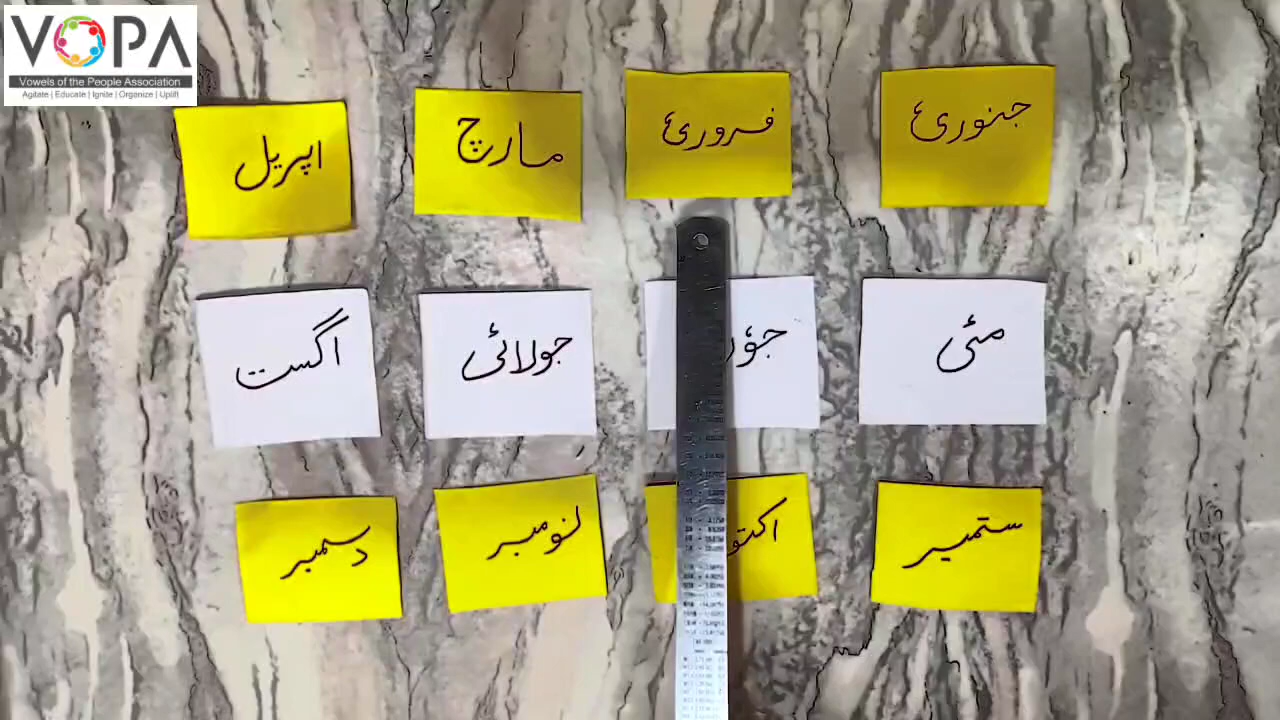 VOPA
Vowels of the People Association
Agitate | Educate | Ignite | Organize | Uplift
جنوریٔ
فروریٔ
مارچ
اپریل
مئی
جولائی
اگست
ستمبر
نومبر
دسمبر